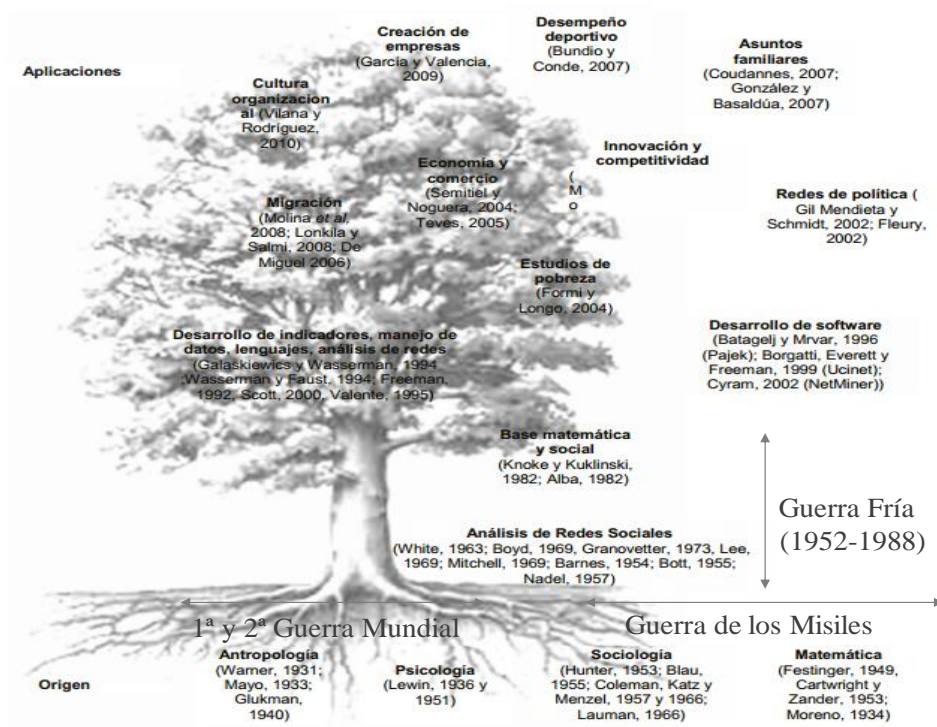 Desempeño
deportivo
(Bundio y
Conde, 2007)
Creación de
empresas
(García y Valencia,
2009)
Asuntos
familiares
(Coudannes, 2007;
González y
Basaldúa, 2007)
Aplicaciones
Cultura
organizacion
al (Vilana y
Rodríguez,
2010)
Innovación y
competitividad
(
M
o
Economía y
comercio
(Semitiel y
Noguera, 2004;
Teves, 2005)
Redes de política (
Gil Mendieta y
Schmidt, 2002; Fleury,
2002)
Migración
(Molina et al,
2008; Lonkila y
Salmi, 2008; De
Miguel 2006)
Estudios de
pobreza
(Forni y
Longo, 2004)
Desarrollo de indicadores, manejo de
datos, lenguajes, análisis de redes
(Galaskiewics y Wasserman, 1994
;Wasserman y Faust, 1994; Freeman,
1992, Scott, 2000, Valente, 1995)
Desarrollo de software
(Batagelj y Mrvar, 1996
(Pajek); Borgatti, Everett y
Freeman, 1999 (Ucinet);
Cyram, 2002 (NetMiner))
Base matemática
y social
(Knoke y Kuklinski,
1982; Alba, 1982)
Guerra Fría
(1952-1988)
Análisis de Redes Sociales
(White, 1963; Boyd, 1969, Granovetter, 1973, Lee,
1969; Mitchell, 1969; Barnes, 1954; Bott, 1955;
Nadel, 1957)
1ª y 2ª Guerra Mundial
Guerra de los Misiles
Origen
Antropología
(Warner, 1931;
Mayo, 1933;
Glukman,
1940)
Psicología
(Lewin, 1936 y
1951)
Sociología
(Hunter, 1953; Blau,
1955; Coleman, Katz y
Menzel, 1957 y 1966;
Lauman, 1966)
Matemática
(Festinger, 1949,
Cartwright y
Zander, 1953;
Moreno, 1934)